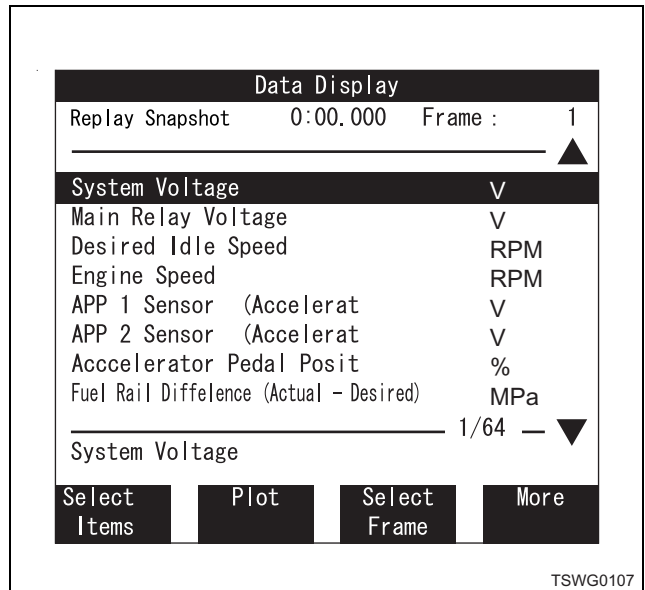 Data Display
Replay Snapshot 0:00.000 Frame : 1
System Voltage V
Main Relay Voltage V
Desired Idle Speed RPM
Engine Speed RPM
APP 1 Sensor (Accelerat V
APP 2 Sensor (Accelerat V
Acccelerator Pedal Posit %
Fuel Rail Diffelence (Actual - Desired) MPa
1/64
System Voltage
Select Items Plot Select Frame More
TSWG0107